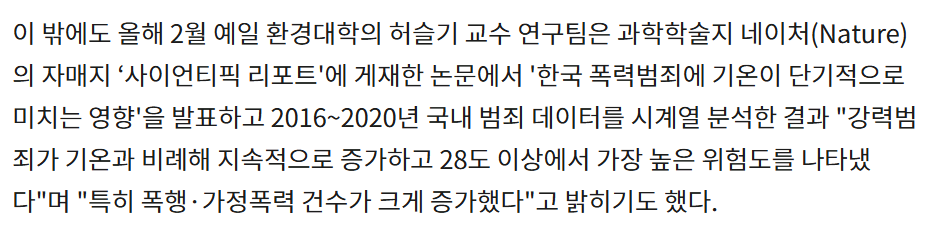 이 밖에도 올해 2월 예일 환경대학의 허슬기 교수 연구팀은 과학학술지 네이처(Nature)
의 자매지 ‘사이언티픽 리포트'에 게재한 논문에서 '한국 폭력범죄에 기온이 단기적으로
미치는 영향'을 발표하고 2016~2020년 국내 범죄 데이터를 시계열 분석한 결과 "강력범
죄가 기온과 비례해 지속적으로 증가하고 28도 이상에서 가장 높은 위험도를 나타냈
다"며 "특히 폭행·가정폭력 건수가 크게 증가했다"고 밝히기도 했다.